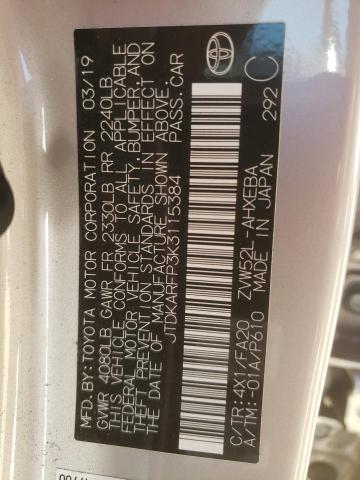 MFD.BY:TOYOTA MOTOR CORPORATION 03/19
GVWR 4080LB GAWR FR 2330LB RR 2240LB
THIS VEHICLE CONFORMS TO ALL APPLICABLE
FEDERAL MOTOR VEHICLE SAFETY,BUMPER,AND
THEFT PREVENTION STANDARDS IN EFFECT ON
THE DATE OF MANUFACTURE SHOWN ABOVE.
JTDKARFP3K3115384 PASS.CAR
C/TR:4X1/FA20 ZVW52L-AHXEBA
A/TM:-01A/P610 MADE IN JAPAN 292 C